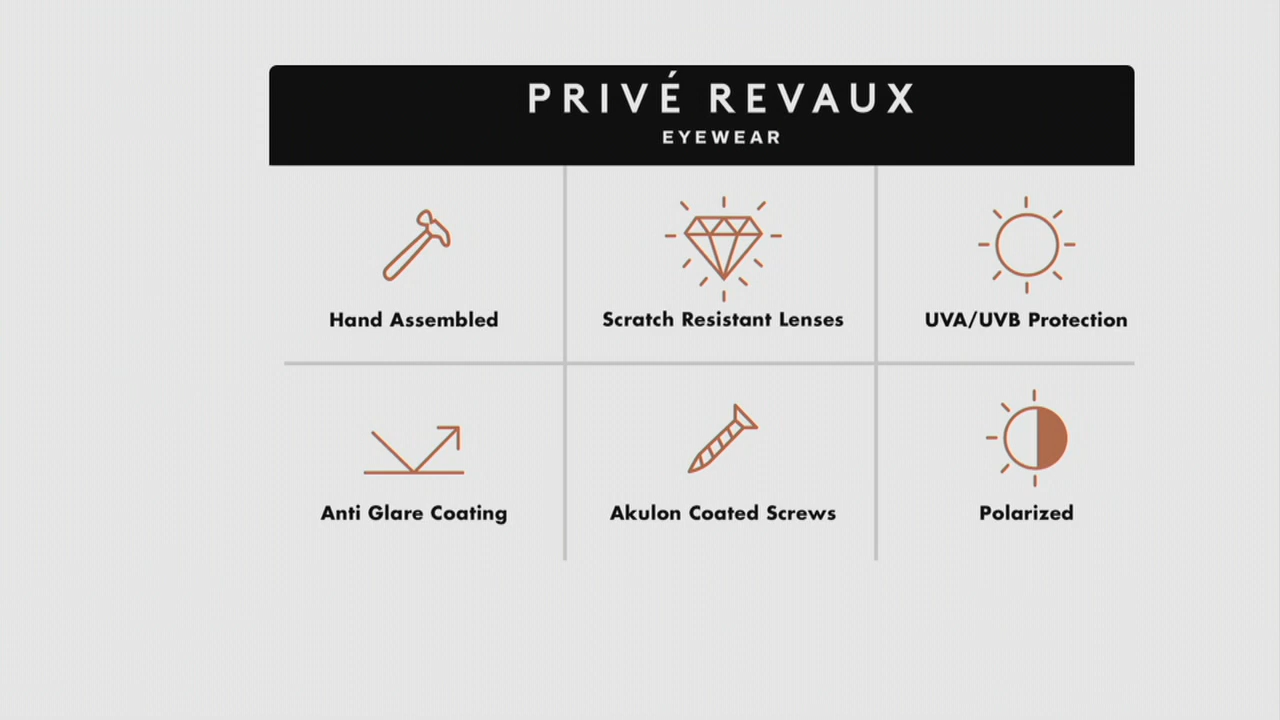 PRIVÉ REVAUX
EYEWEAR
Hand Assembled
Scratch Resistant Lenses
UVA/UVB Protection
Anti Glare Coating
Akulon Coated Screws
Polarized